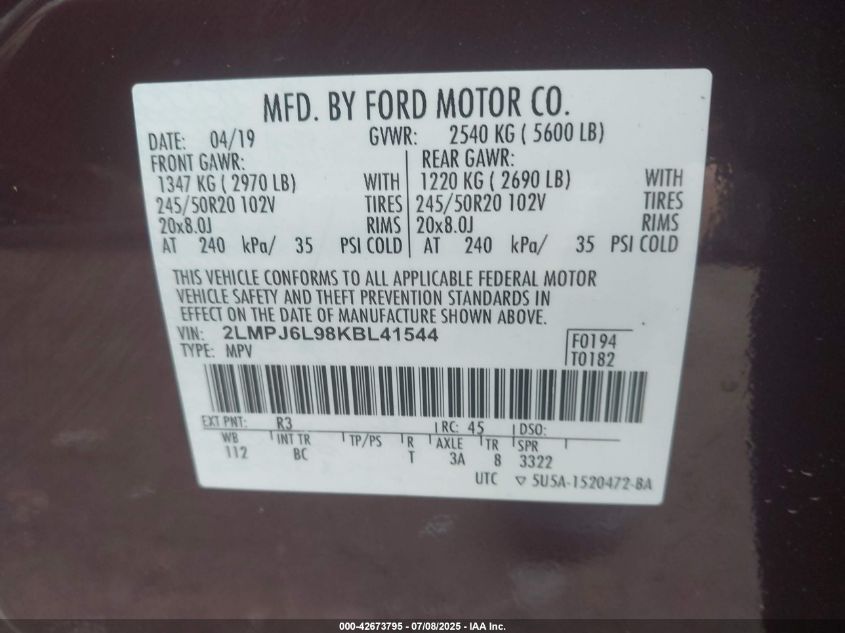 MFD. BY FORD MOTOR CO.
DATE: 04/19 GVWR: 2540 KG ( 5600 LB)
FRONT GAWR: REAR GAWR:
1347 KG ( 2970 LB) WITH 1220 KG ( 2690 LB) WITH
245/50R20 102V TIRES 245/50R20 102V TIRES
20x8.0J RIMS 20x8.0J RIMS
AT 240 kPa/ 35 PSI COLD AT 240 kPa/ 35 PSI COLD
THIS VEHICLE CONFORMS TO ALL APPLICABLE FEDERAL MOTOR
VEHICLE SAFETY AND THEFT PREVENTION STANDARDS IN
EFFECT ON THE DATE OF MANUFACTURE SHOWN ABOVE.
VIN: 2LMPJ6L98KBL41544 F0194
TYPE: MPV T0182
EXT PNT: R3 RC: 45 DSO:
WB INT TR TP/PS R AXLE TR SPR
112 BC T 3A 8 3322
UTC ▽ 5U5A-1520472-BA
000-42673795 - 07/08/2025 - IAA Inc.